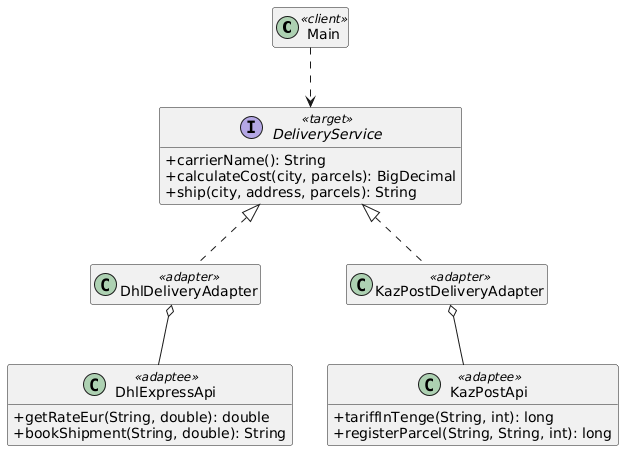 C
«client»
Main
I
«target»
DeliveryService
+carrierName(): String
+calculateCost(city, parcels): BigDecimal
+ship(city, address, parcels): String
C
«adapter»
DhlDeliveryAdapter
C
«adapter»
KazPostDeliveryAdapter
C
«adaptee»
DhlExpressApi
+getRateEur(String, double): double
+bookShipment(String, double): String
C
«adaptee»
KazPostApi
+tariffInTenge(String, int): long
+registerParcel(String, String, int): long